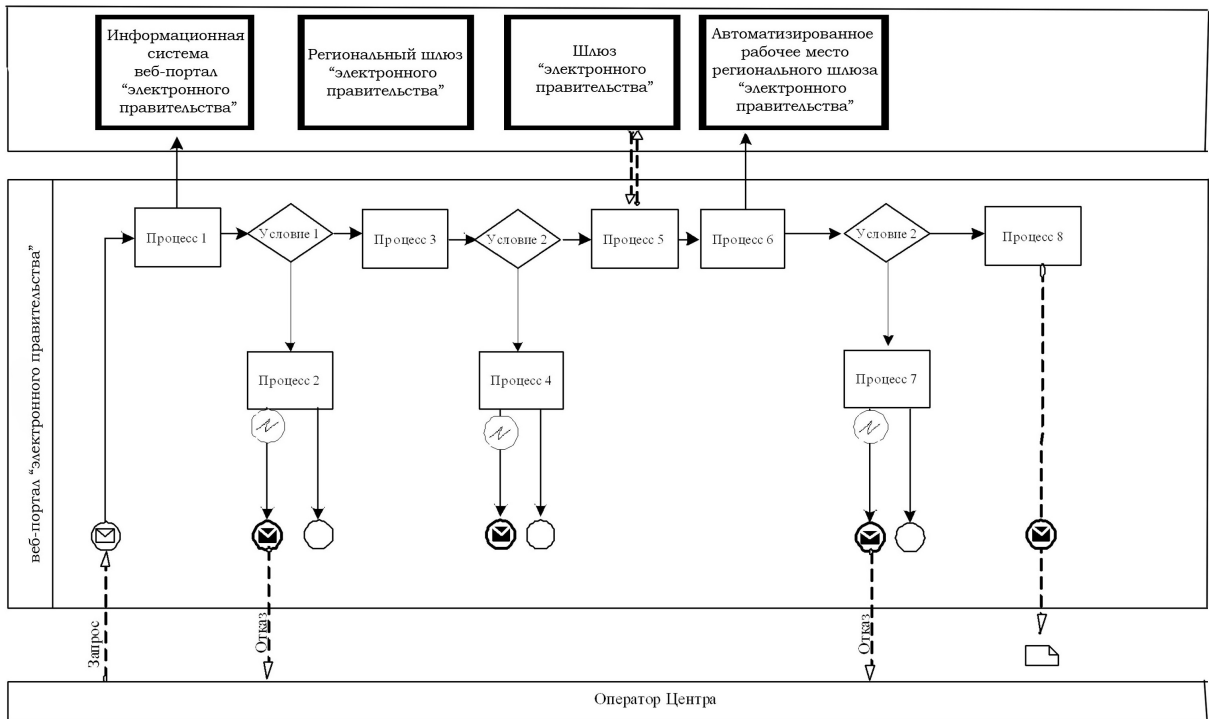 Информационная
система
веб-портал
“электронного
правительства”
Региональный шлюз
“электронного
правительства”
Шлюз
“электронного
правительства”
Автоматизированное
рабочее место
регионального шлюза
“электронного
правительства”
веб-портал “электронного правительства”
Процесс 1
Условие 1
Процесс 3
Условие 2
Процесс 5
Процесс 6
Условие 2
Процесс 8
Процесс 2
Процесс 4
Процесс 7
Запрос
Отказ
Отказ
Оператор Центра